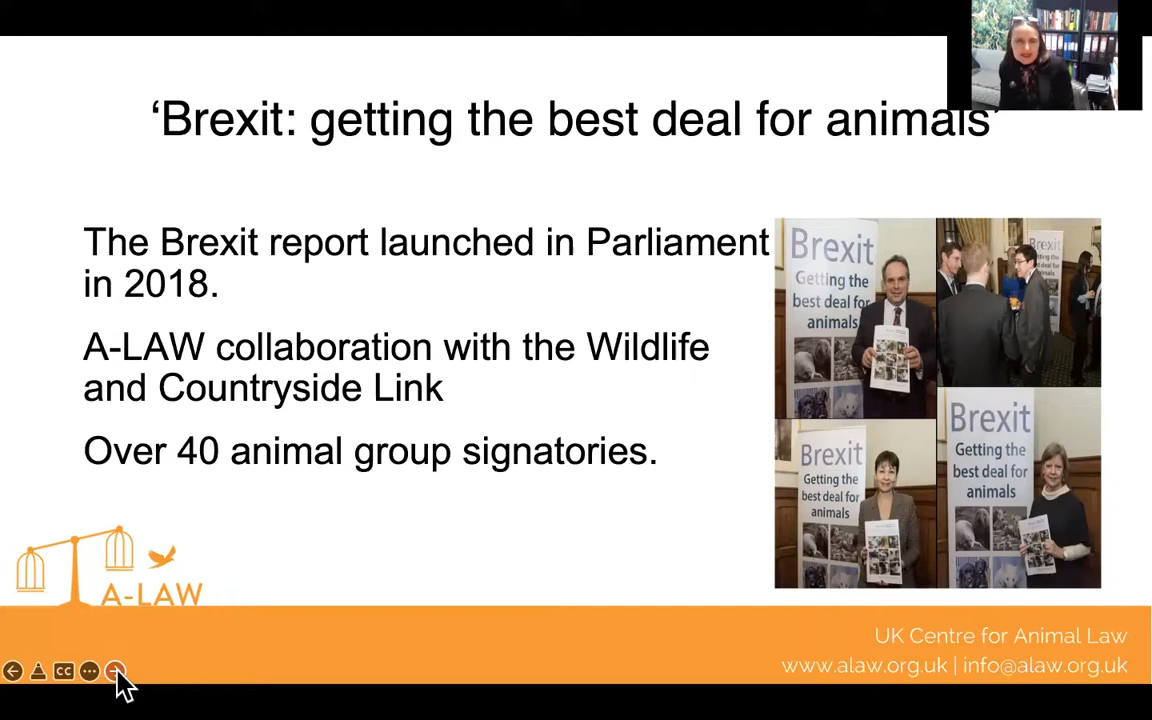 ‘Brexit: getting the best deal for animals’
The Brexit report launched in Parliament
in 2018.
A-LAW collaboration with the Wildlife
and Countryside Link
Over 40 animal group signatories.
Brexit
Getting the
best deal for
animals
Brexit
Brexit
Getting the
best deal for
animals
Brexit
Getting the
best deal for
animals
A-LAW
UK Centre for Animal Law
www.alaw.org.uk | info@alaw.org.uk
CC